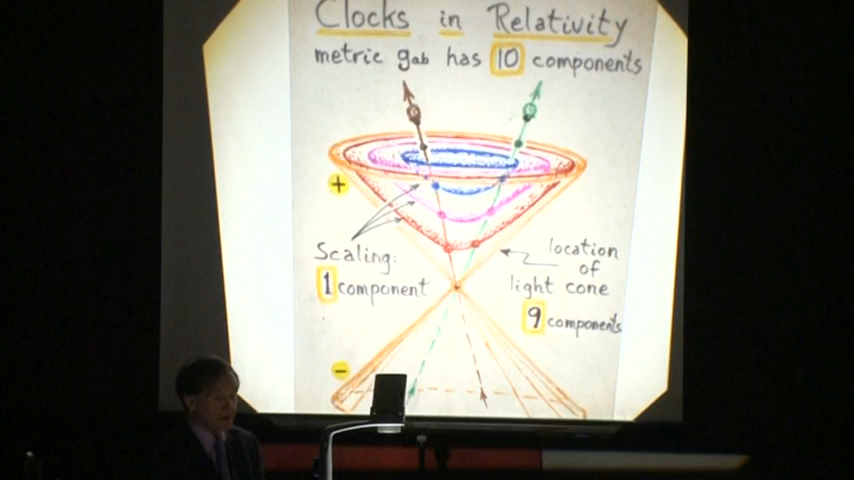 Clocks in Relativity
metric gab has 10 components
+
Scaling:
1 component
location
of
light cone
9 components
-